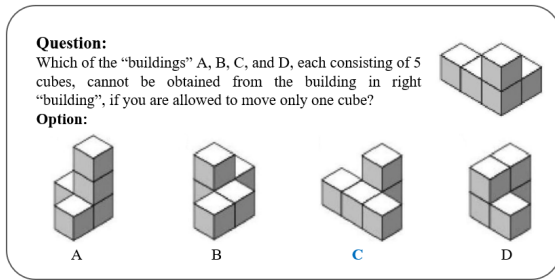 Question:
Which of the “buildings” A, B, C, and D, each consisting of 5
cubes, cannot be obtained from the building in right
“building”, if you are allowed to move only one cube?
Option:
A B C D